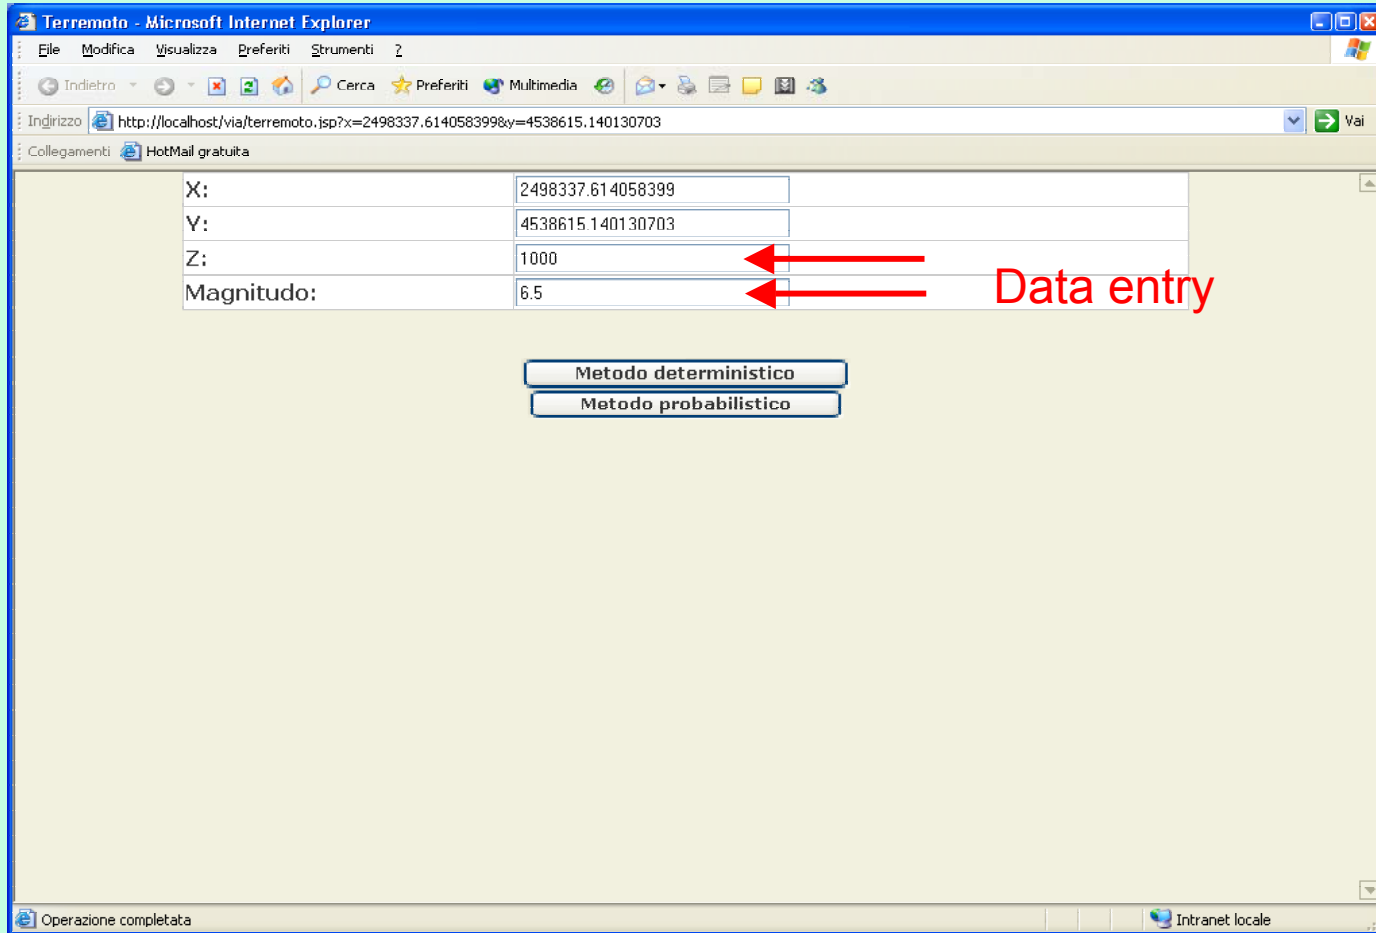 Terremoto - Microsoft Internet Explorer
File Modifica Visualizza Preferiti Strumenti ?
Indietro Cerca Preferiti Multimedia
Indirizzo http://localhost/via/terremoto.jsp?x=2498337.614058399&y=4538615.140130703 Vai
Collegamenti HotMail gratuita
X: 2498337.614058399
Y: 4538615.140130703
Z: 1000
Magnitudo: 6.5
Data entry
Metodo deterministico
Metodo probabilistico
Operazione completata Intranet locale